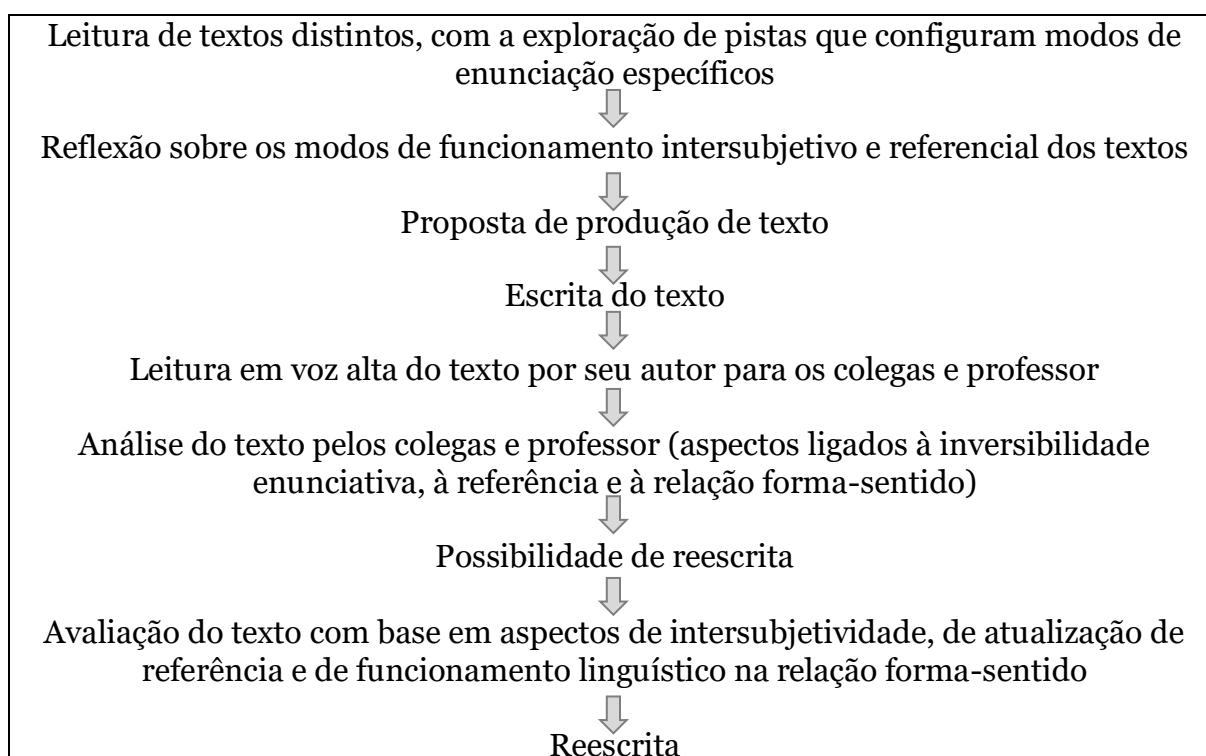 Leitura de textos distintos, com a exploração de pistas que configuram modos de
enunciação específicos
Reflexão sobre os modos de funcionamento intersubjetivo e referencial dos textos
Proposta de produção de texto
Escrita do texto
Leitura em voz alta do texto por seu autor para os colegas e professor
Análise do texto pelos colegas e professor (aspectos ligados à inversibilidade
enunciativa, à referência e à relação forma-sentido)
Possibilidade de reescrita
Avaliação do texto com base em aspectos de intersubjetividade, de atualização de
referência e de funcionamento linguístico na relação forma-sentido
Reescrita